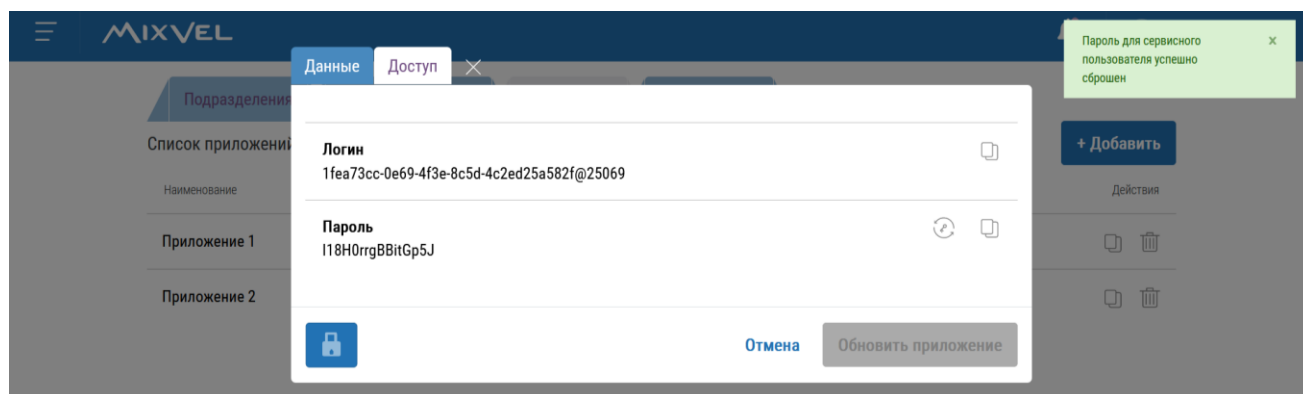 MIXVEL
Данные
Доступ
Пароль для сервисного
пользователя успешно
сброшен
x
Подразделения
Список приложений
+ Добавить
Наименование
Действия
Логин
1fea73cc-0e69-4f3e-8c5d-4c2ed25a582f@25069
Пароль
I18H0rrgBBitGp5J
Приложение 1
Приложение 2
Отмена
Обновить приложение